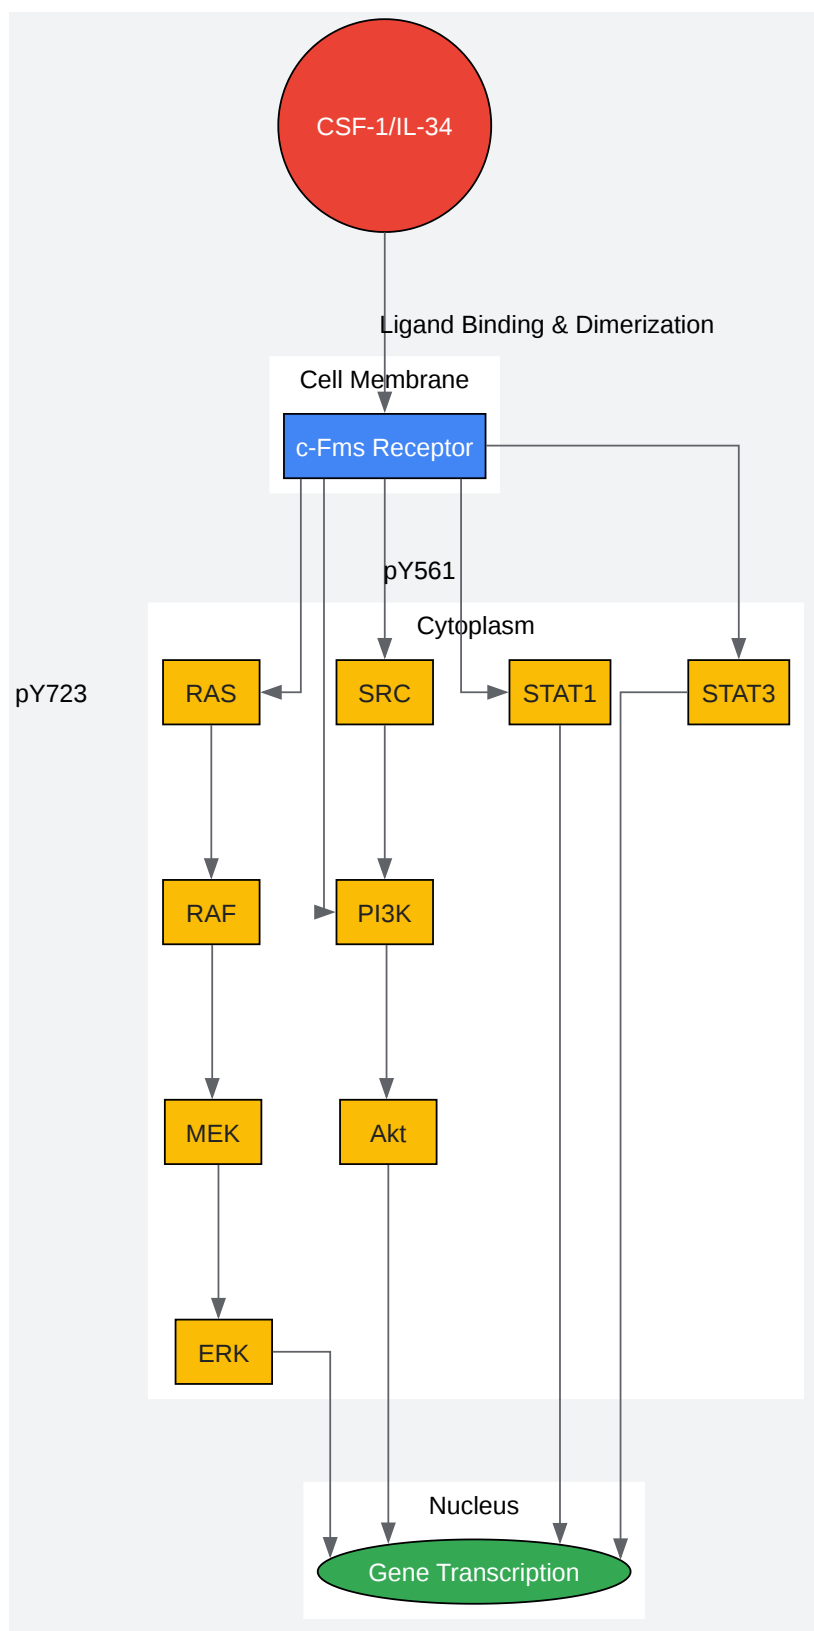 CSF-1/IL-34
Ligand Binding & Dimerization
Cell Membrane
c-Fms Receptor
pY561
Cytoplasm
pY723
RAS
SRC
STAT1
STAT3
RAF
PI3K
MEK
Akt
ERK
Nucleus
Gene Transcription